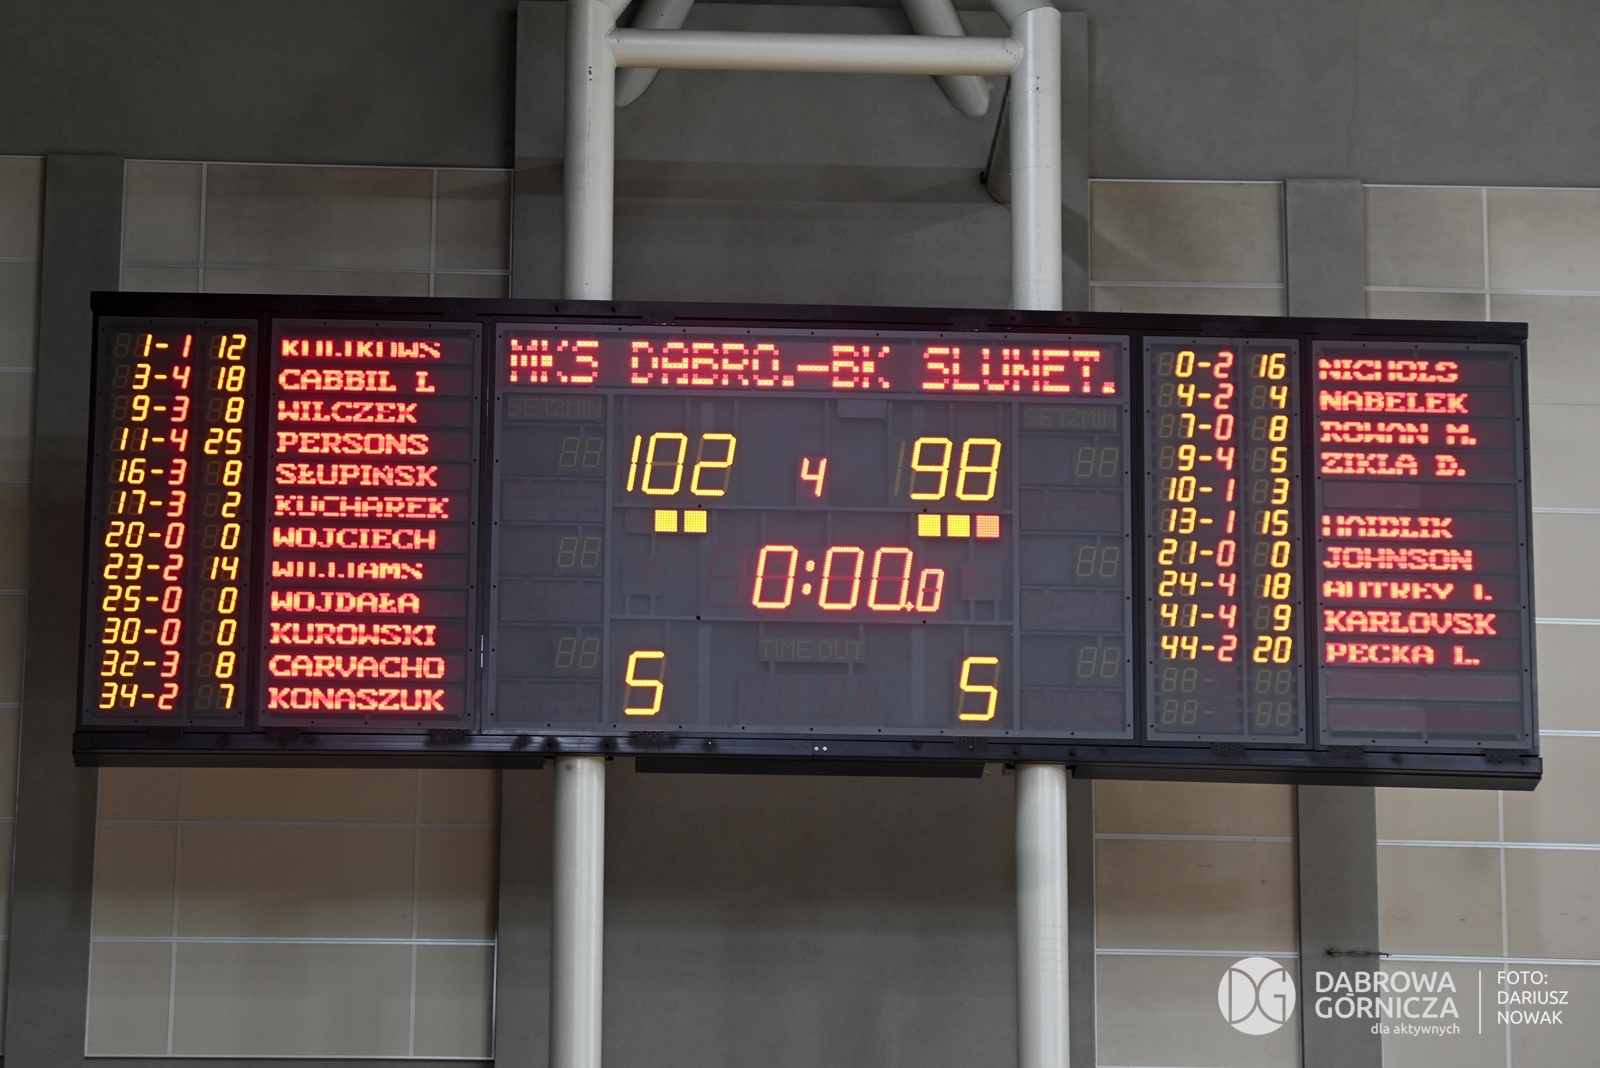 MKS DABRO.-BK SLUNET.
1-1 12 KULIKOWS
3-4 18 CABBIL L
9-3 8 WILCZEK
11-4 25 PERSONS
16-3 8 SŁUPIŃSK
17-3 2 KUCHAREK
20-0 0 WOJCIECH
23-2 14 WILLIAMS
25-0 0 WOJDAŁA
30-0 0 KUROWSKI
32-3 8 CARVACHO
34-2 7 KONASZUK
SET2MIN
SET2MIN
102 4 98
0:00.0
TIME OUT
5 5
0-2 16 NICHOLS
4-2 4 NABELEK
7-0 8 ROWAN M.
9-4 5 ZIKLA D.
10-1 3
13-1 15 HAIDLIK
21-0 0 JOHNSON
24-4 18 AUTREY I.
41-4 9 KARLOVSK
44-2 20 PECKA L.
DG
DĄBROWA
GÓRNICZA
dla aktywnych
FOTO:
DARIUSZ
NOWAK